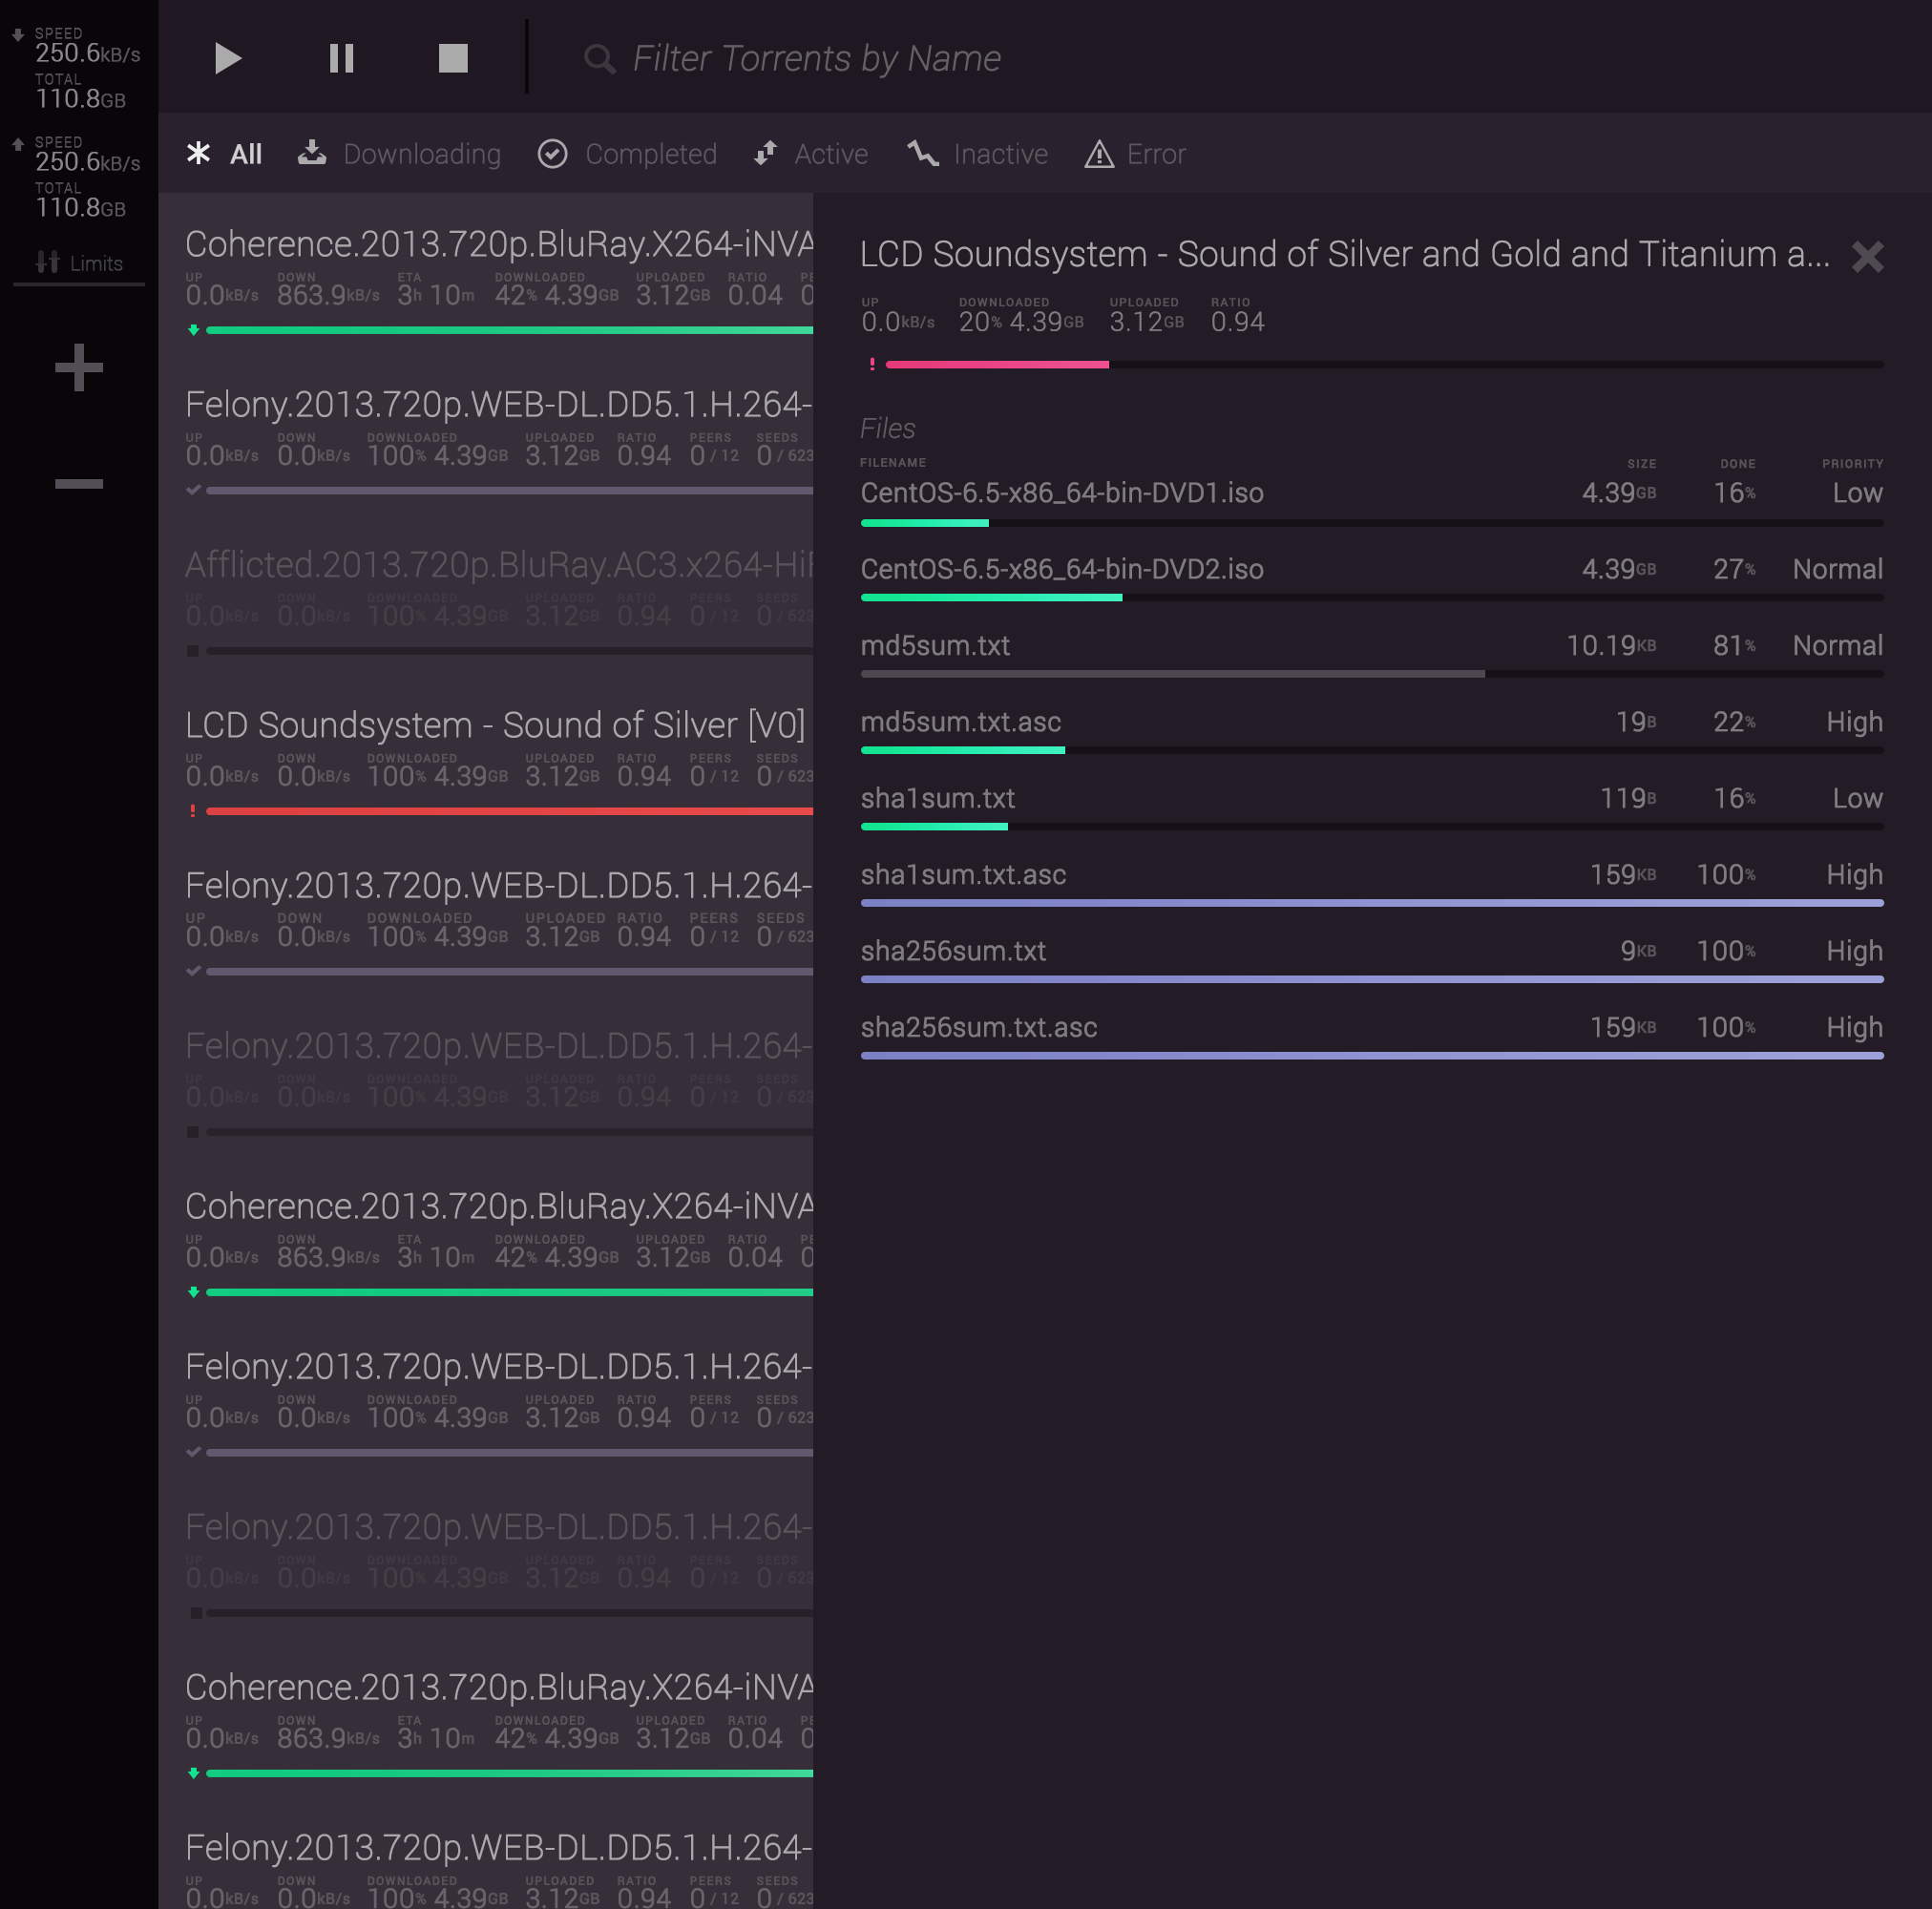 SPEED
250.6kB/s
TOTAL
110.8GB
SPEED
250.6kB/s
TOTAL
110.8GB
Limits
Filter Torrents by Name
All Downloading Completed Active Inactive Error
Coherence.2013.720p.BluRay.X264-iNVA
UP DOWN ETA DOWNLOADED UPLOADED RATIO PE
0.0kB/s 863.9kB/s 3h 10m 42% 4.39GB 3.12GB 0.04 0
Felony.2013.720p.WEB-DL.DD5.1.H.264-
UP DOWN DOWNLOADED UPLOADED RATIO PEERS SEEDS
0.0kB/s 0.0kB/s 100% 4.39GB 3.12GB 0.94 0 / 12 0 / 623
Afflicted.2013.720p.BluRay.AC3.x264-HiF
UP DOWN DOWNLOADED UPLOADED RATIO PEERS SEEDS
0.0kB/s 0.0kB/s 100% 4.39GB 3.12GB 0.94 0 / 12 0 / 623
LCD Soundsystem - Sound of Silver [V0]
UP DOWN DOWNLOADED UPLOADED RATIO PEERS SEEDS
0.0kB/s 0.0kB/s 100% 4.39GB 3.12GB 0.94 0 / 12 0 / 623
Felony.2013.720p.WEB-DL.DD5.1.H.264-
UP DOWN DOWNLOADED UPLOADED RATIO PEERS SEEDS
0.0kB/s 0.0kB/s 100% 4.39GB 3.12GB 0.94 0 / 12 0 / 623
Felony.2013.720p.WEB-DL.DD5.1.H.264-
UP DOWN DOWNLOADED UPLOADED RATIO PEERS SEEDS
0.0kB/s 0.0kB/s 100% 4.39GB 3.12GB 0.94 0 / 12 0 / 623
Coherence.2013.720p.BluRay.X264-iNVA
UP DOWN ETA DOWNLOADED UPLOADED RATIO PE
0.0kB/s 863.9kB/s 3h 10m 42% 4.39GB 3.12GB 0.04 0
Felony.2013.720p.WEB-DL.DD5.1.H.264-
UP DOWN DOWNLOADED UPLOADED RATIO PEERS SEEDS
0.0kB/s 0.0kB/s 100% 4.39GB 3.12GB 0.94 0 / 12 0 / 623
Felony.2013.720p.WEB-DL.DD5.1.H.264-
UP DOWN DOWNLOADED UPLOADED RATIO PEERS SEEDS
0.0kB/s 0.0kB/s 100% 4.39GB 3.12GB 0.94 0 / 12 0 / 623
Coherence.2013.720p.BluRay.X264-iNVA
UP DOWN ETA DOWNLOADED UPLOADED RATIO PE
0.0kB/s 863.9kB/s 3h 10m 42% 4.39GB 3.12GB 0.04 0
Felony.2013.720p.WEB-DL.DD5.1.H.264-
UP DOWN DOWNLOADED UPLOADED RATIO PEERS SEEDS
0.0kB/s 0.0kB/s 100% 4.39GB 3.12GB 0.94 0 / 12 0 / 623
LCD Soundsystem - Sound of Silver and Gold and Titanium a...
UP DOWNLOADED UPLOADED RATIO
0.0kB/s 20% 4.39GB 3.12GB 0.94
Files
FILENAME SIZE DONE PRIORITY
CentOS-6.5-x86_64-bin-DVD1.iso 4.39GB 16% Low
CentOS-6.5-x86_64-bin-DVD2.iso 4.39GB 27% Normal
md5sum.txt 10.19KB 81% Normal
md5sum.txt.asc 19B 22% High
sha1sum.txt 119B 16% Low
sha1sum.txt.asc 159KB 100% High
sha256sum.txt 9KB 100% High
sha256sum.txt.asc 159KB 100% High